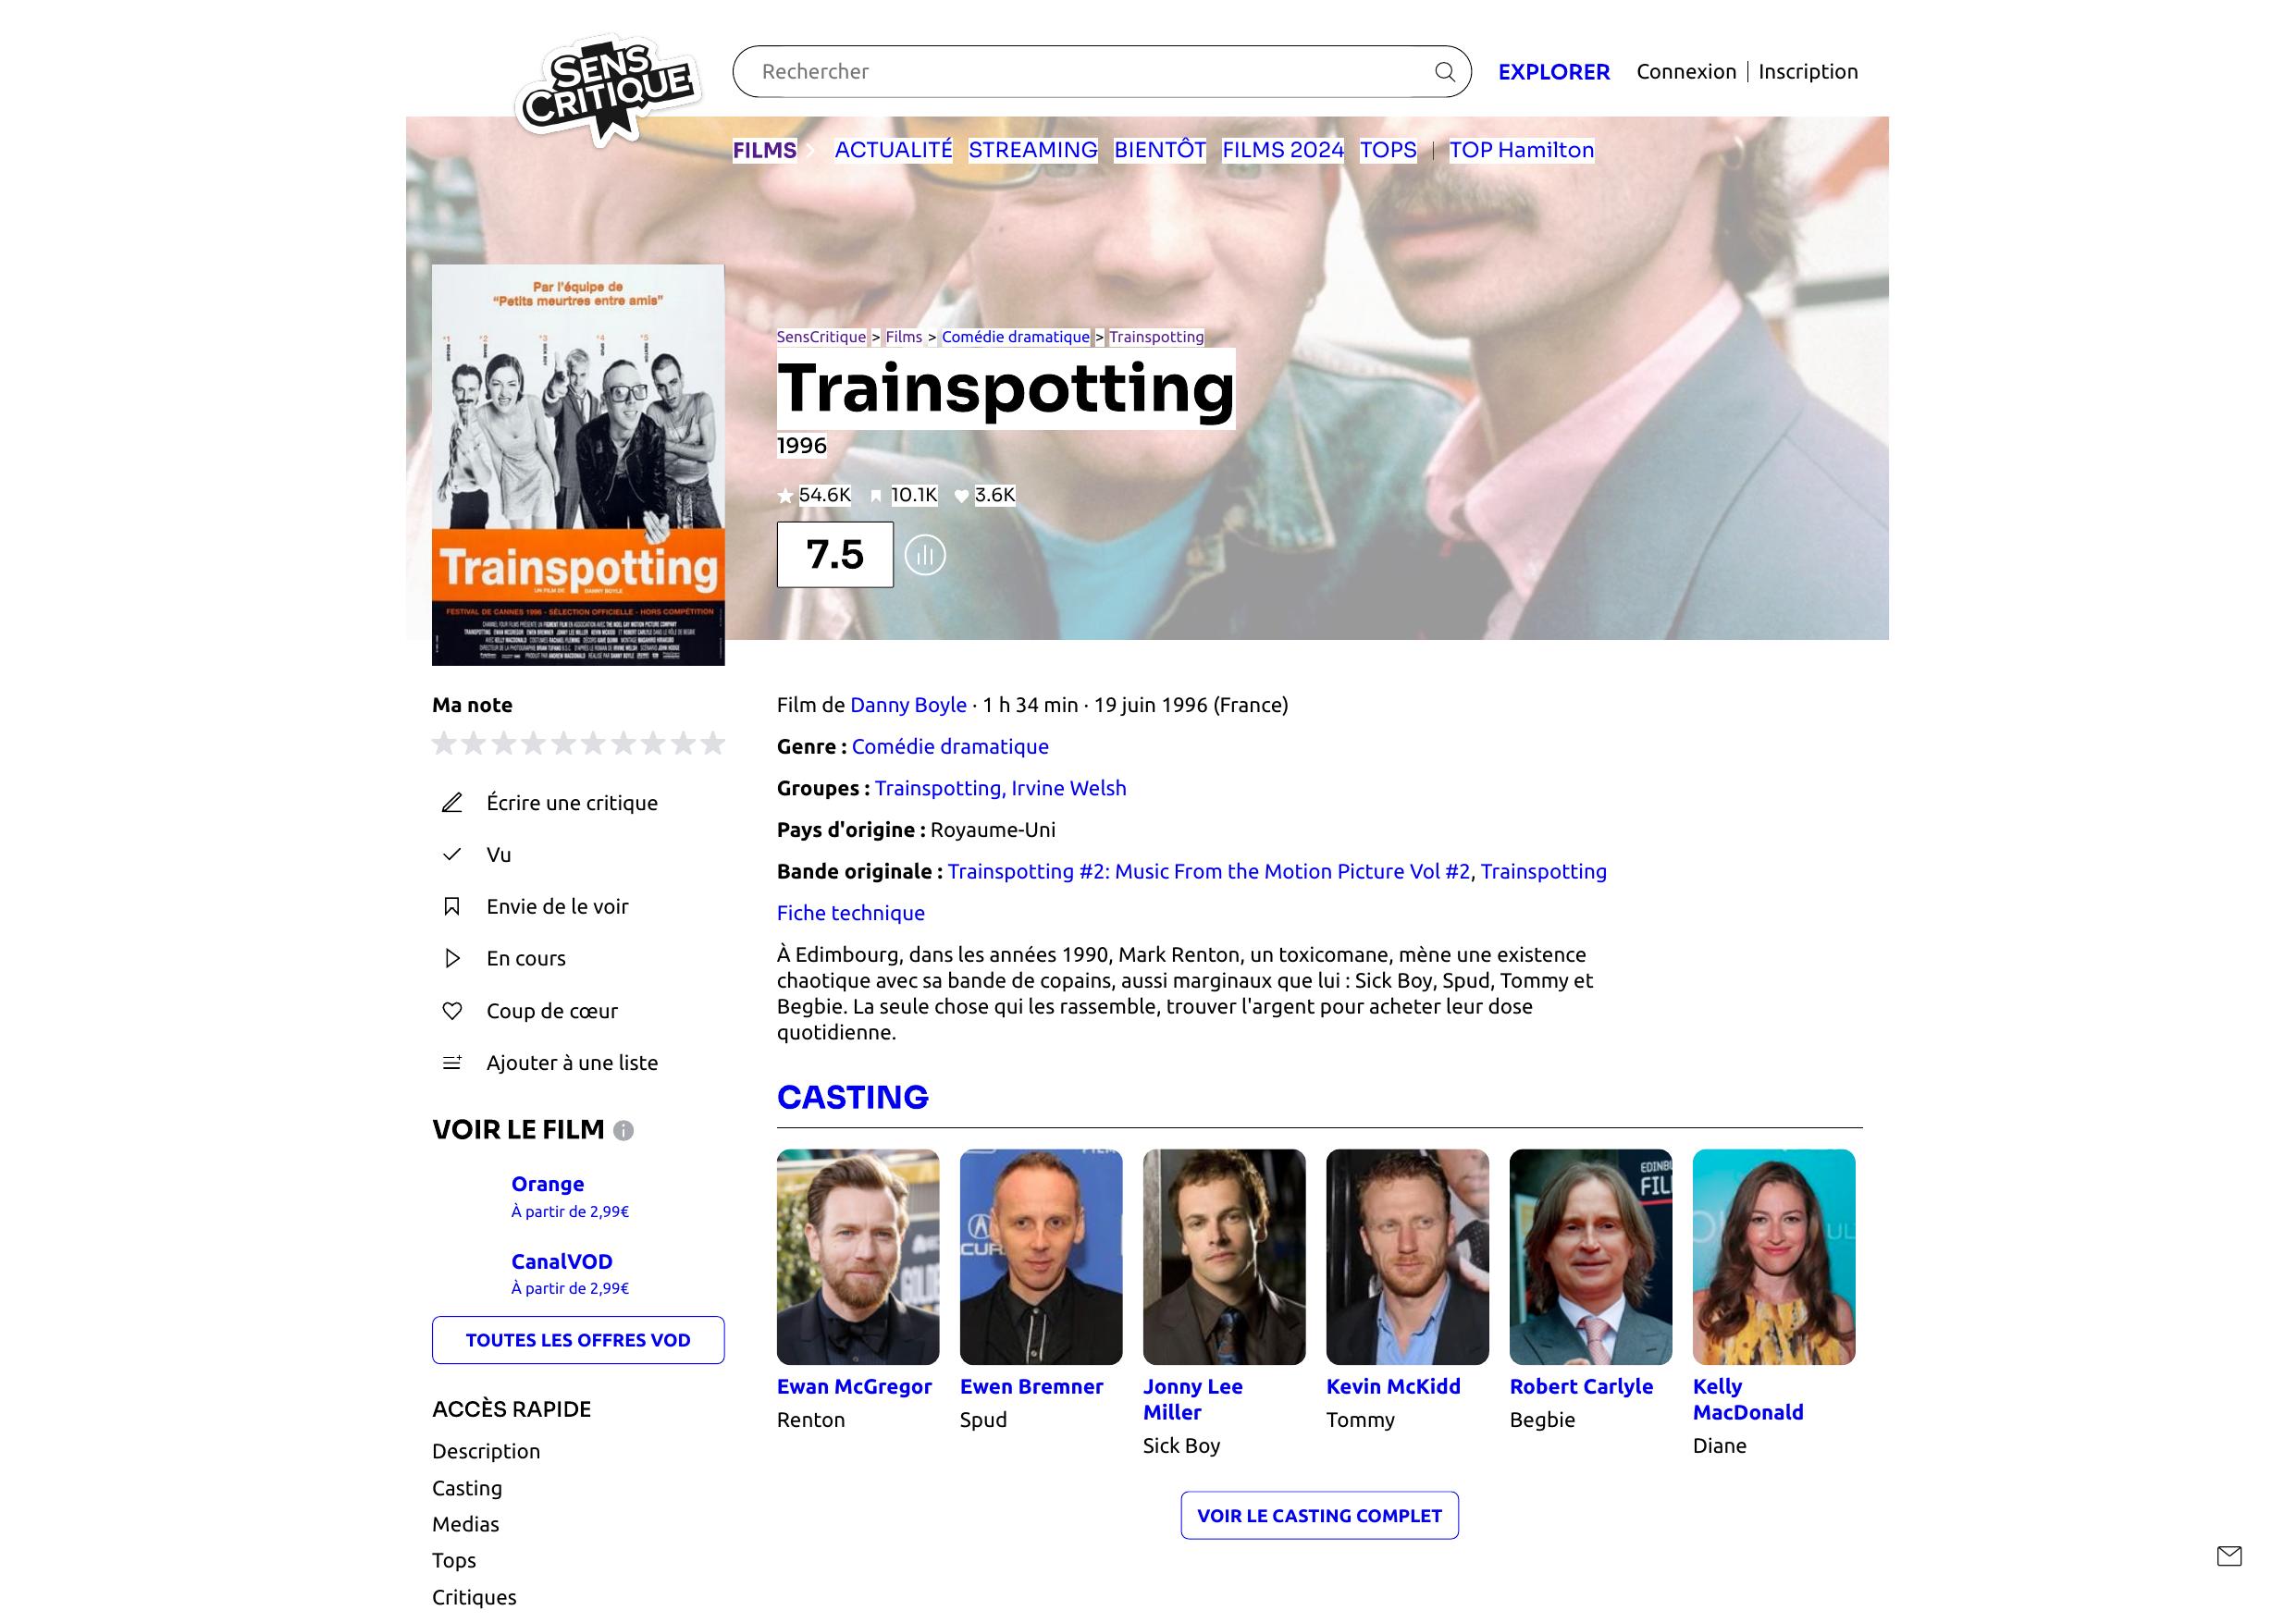 SENS
CRITIQUE
Rechercher
EXPLORER
Connexion
Inscription
FILMS
ACTUALITÉ
STREAMING
BIENTÔT
FILMS 2024
TOPS
TOP Hamilton
Par l'équipe de
"Petits meurtres entre amis"
Trainspotting
UN FILM DE DANNY BOYLE
FESTIVAL DE CANNES 1996 - SÉLECTION OFFICIELLE - HORS COMPÉTITION
SensCritique > Films > Comédie dramatique > Trainspotting
Trainspotting
1996
54.6K 10.1K 3.6K
7.5
Ma note
Écrire une critique
Vu
Envie de le voir
En cours
Coup de cœur
Ajouter à une liste
VOIR LE FILM
Orange
À partir de 2,99€
CanalVOD
À partir de 2,99€
TOUTES LES OFFRES VOD
ACCÈS RAPIDE
Description
Casting
Medias
Tops
Critiques
Film de Danny Boyle · 1 h 34 min · 19 juin 1996 (France)
Genre : Comédie dramatique
Groupes : Trainspotting, Irvine Welsh
Pays d'origine : Royaume-Uni
Bande originale : Trainspotting #2: Music From the Motion Picture Vol #2, Trainspotting
Fiche technique
À Edimbourg, dans les années 1990, Mark Renton, un toxicomane, mène une existence
chaotique avec sa bande de copains, aussi marginaux que lui : Sick Boy, Spud, Tommy et
Begbie. La seule chose qui les rassemble, trouver l'argent pour acheter leur dose
quotidienne.
CASTING
Ewan McGregor
Renton
Ewen Bremner
Spud
Jonny Lee
Miller
Sick Boy
Kevin McKidd
Tommy
Robert Carlyle
Begbie
Kelly
MacDonald
Diane
VOIR LE CASTING COMPLET